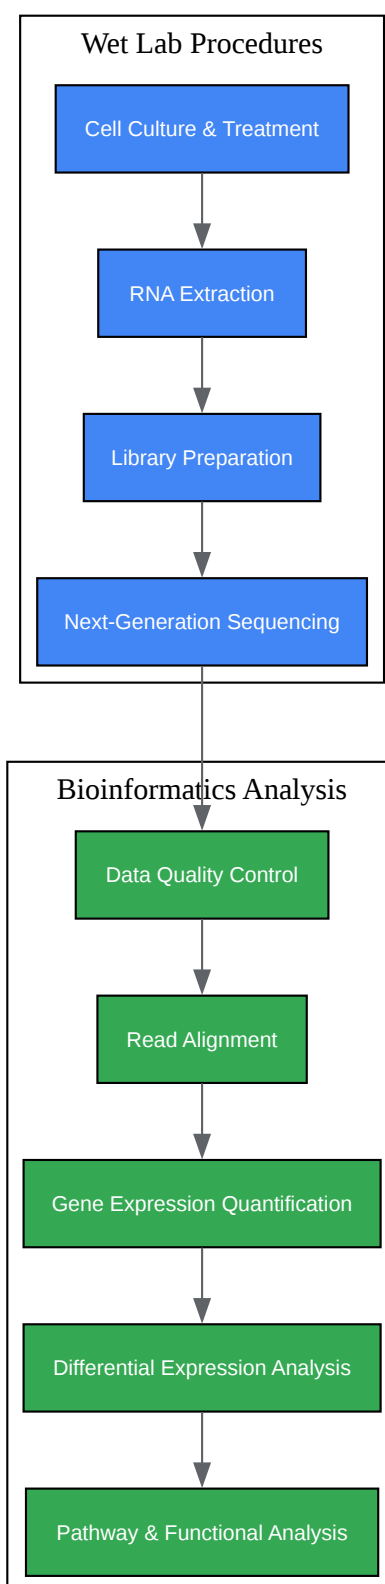 Wet Lab Procedures
Cell Culture & Treatment
RNA Extraction
Library Preparation
Next-Generation Sequencing
Bioinformatics Analysis
Data Quality Control
Read Alignment
Gene Expression Quantification
Differential Expression Analysis
Pathway & Functional Analysis